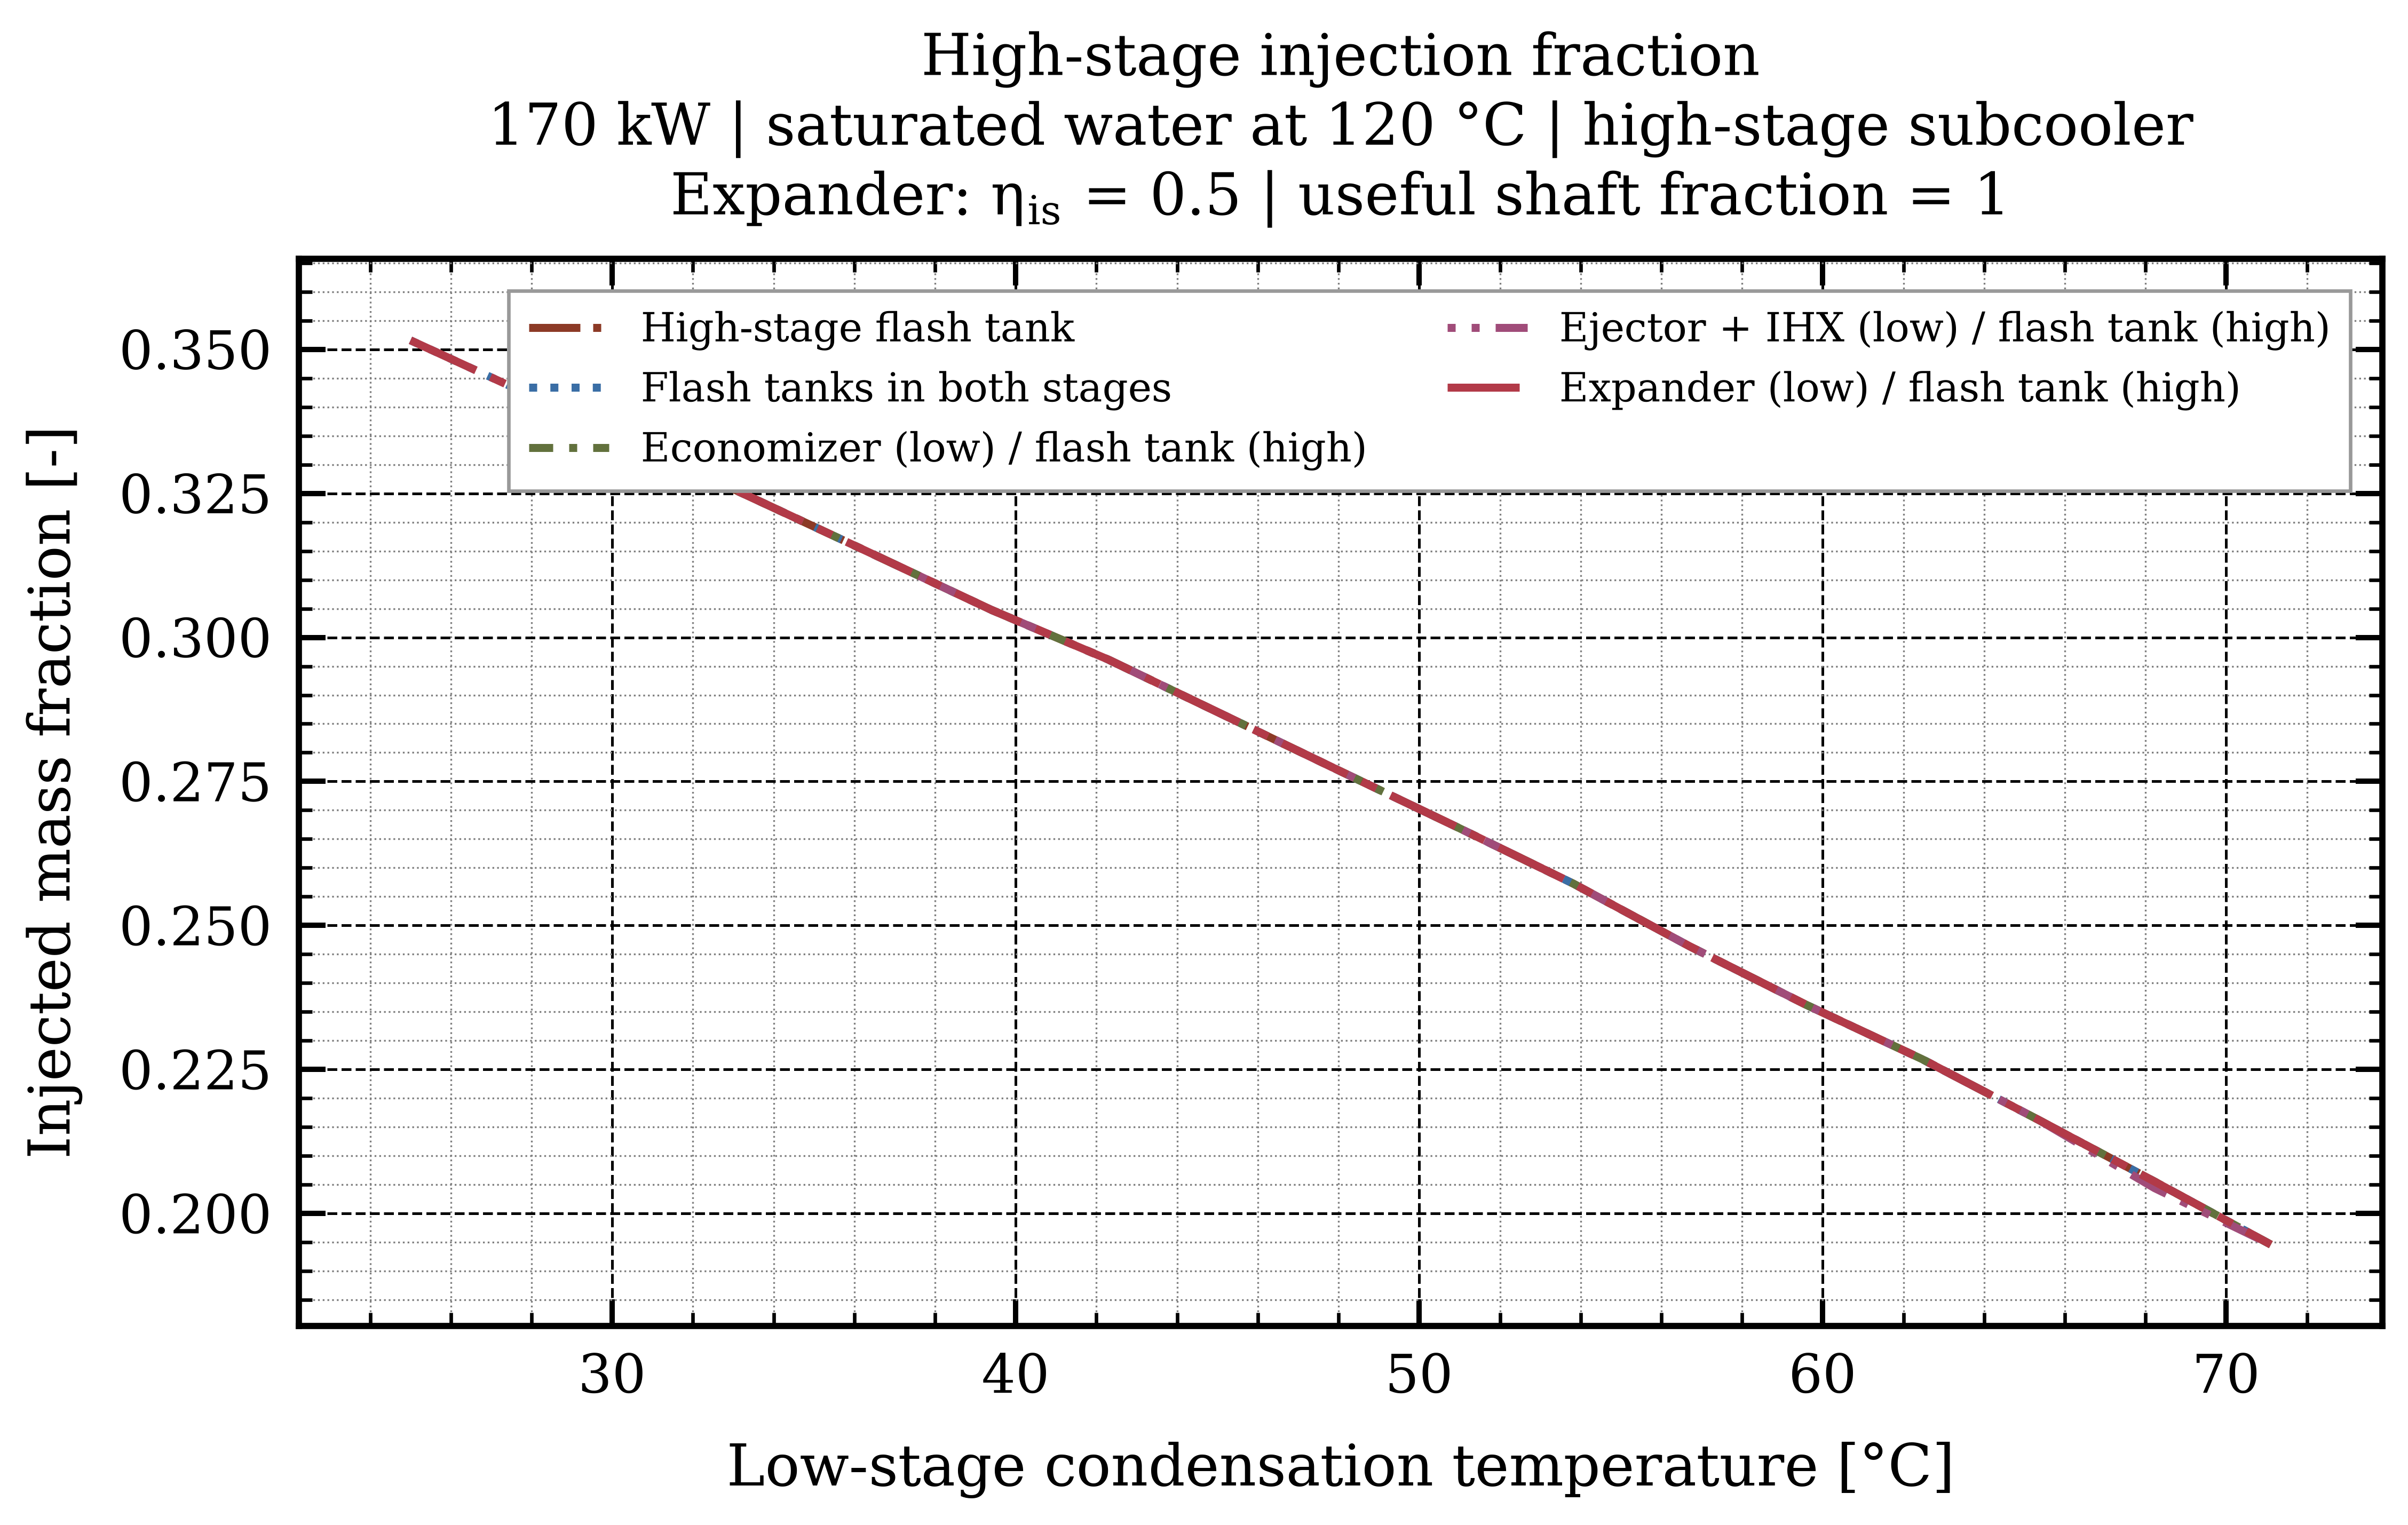 High-stage injection fraction
170 kW | saturated water at 120 °C | high-stage subcooler
Expander: ηis = 0.5 | useful shaft fraction = 1
High-stage flash tank
Flash tanks in both stages
Economizer (low) / flash tank (high)
Ejector + IHX (low) / flash tank (high)
Expander (low) / flash tank (high)
Injected mass fraction [-]
0.350
0.325
0.300
0.275
0.250
0.225
0.200
30 40 50 60 70
Low-stage condensation temperature [°C]